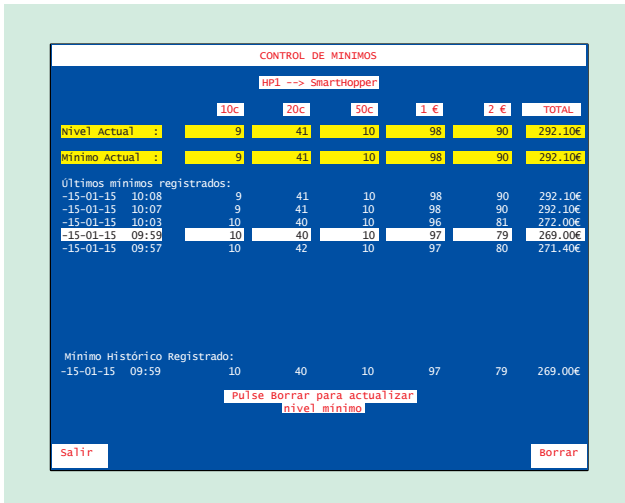 CONTROL DE MINIMOS
HP1 --> SmartHopper
10c 20c 50c 1 € 2 € TOTAL
Nivel Actual : 9 41 10 98 90 292.10€
Mínimo Actual : 9 41 10 98 90 292.10€
Últimos mínimos registrados:
-15-01-15 10:08 9 41 10 98 90 292.10€
-15-01-15 10:07 9 41 10 98 90 292.10€
-15-01-15 10:03 10 40 10 96 81 272.00€
-15-01-15 09:59 10 40 10 97 79 269.00€
-15-01-15 09:57 10 42 10 97 80 271.40€
Mínimo Histórico Registrado:
-15-01-15 09:59 10 40 10 97 79 269.00€
Pulse Borrar para actualizar
nivel mínimo
Salir Borrar